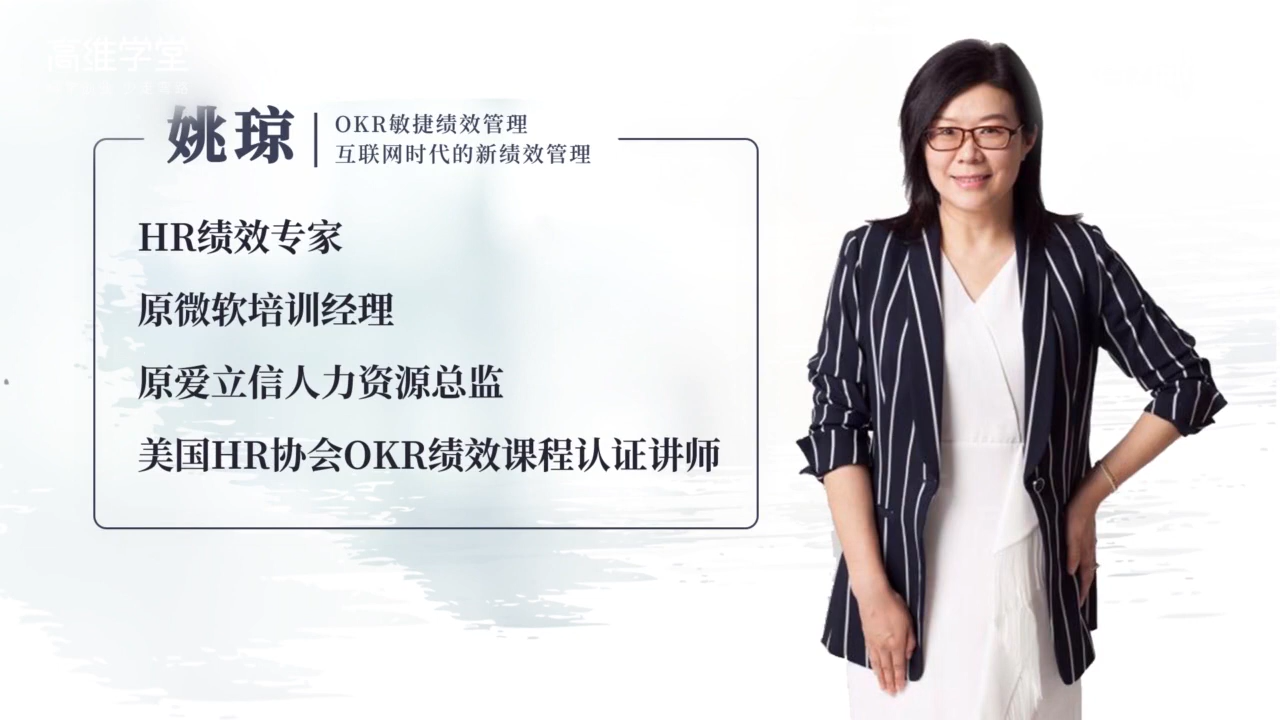 高维学堂
姚琼
OKR敏捷绩效管理
互联网时代的新绩效管理
HR绩效专家
原微软培训经理
原爱立信人力资源总监
美国HR协会OKR绩效课程认证讲师